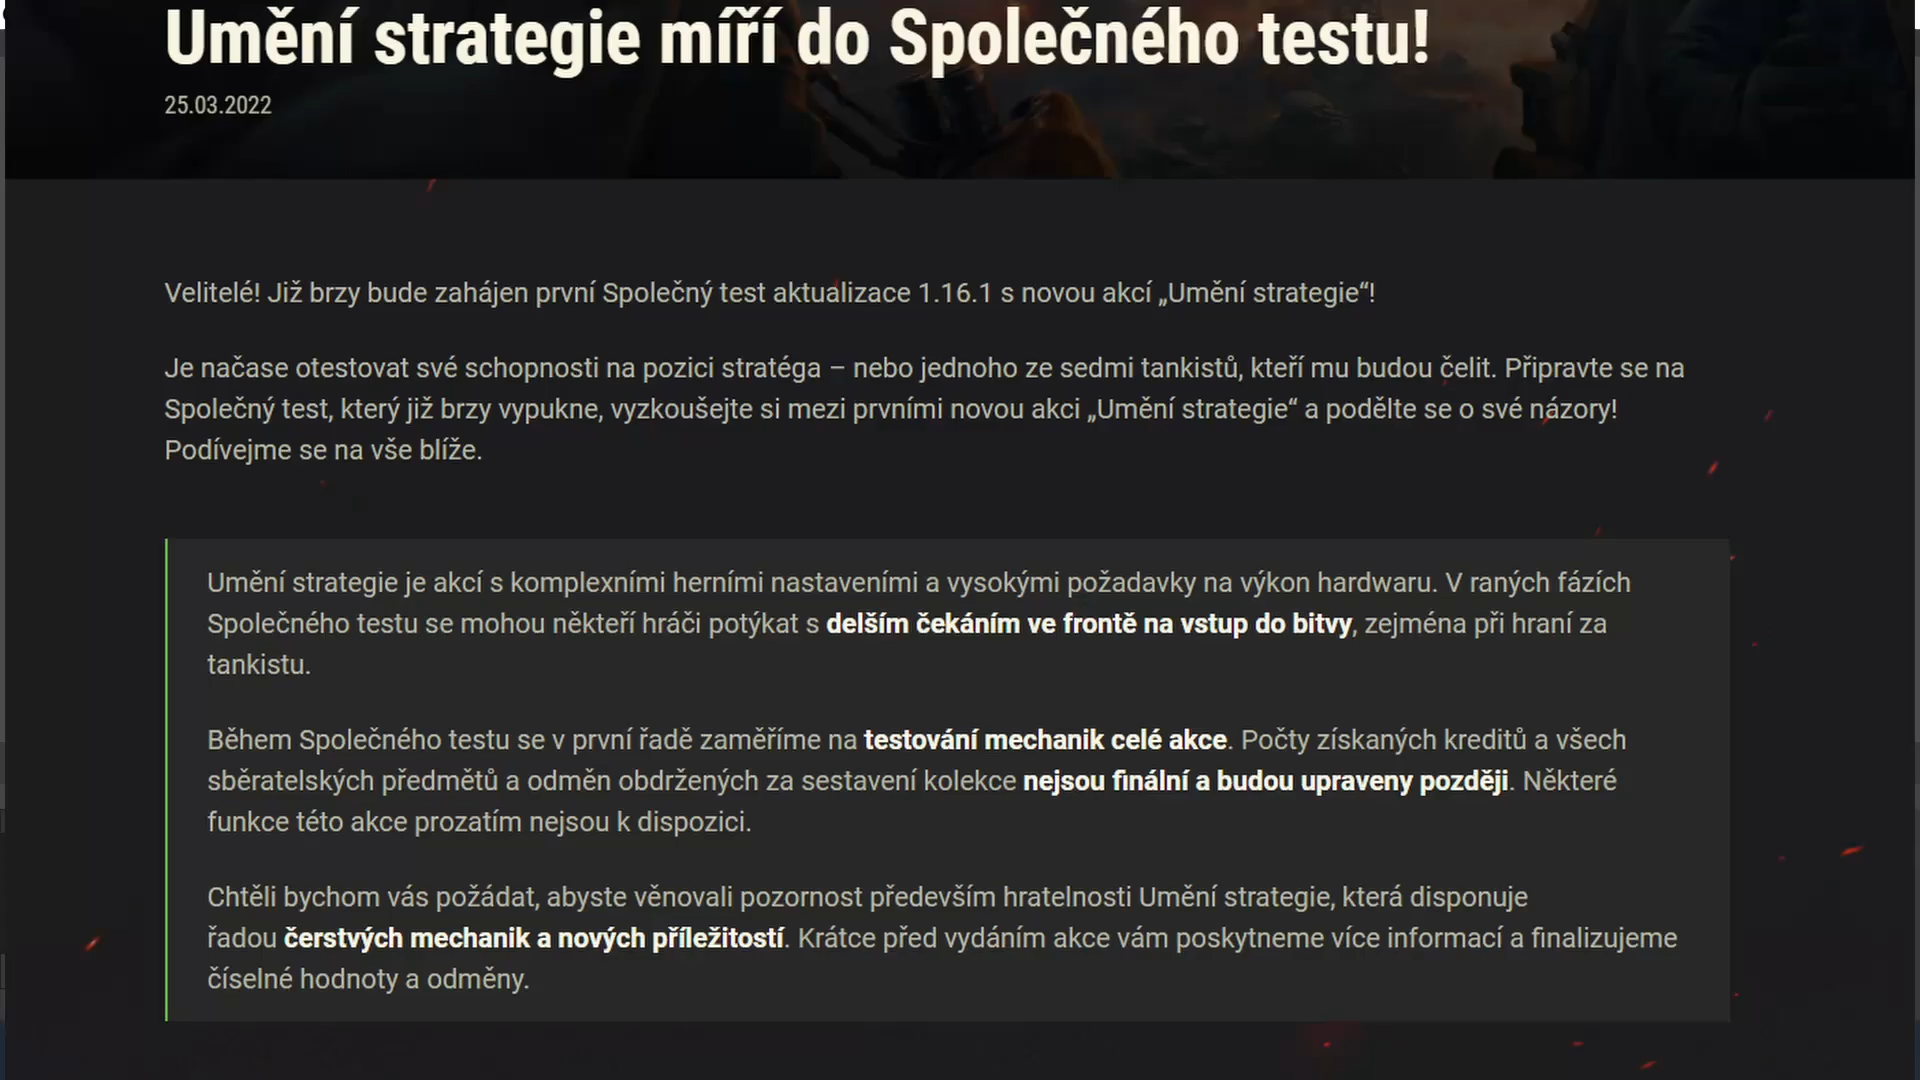 Umění strategie míří do Společného testu!
25.03.2022
Velitelé! Již brzy bude zahájen první Společný test aktualizace 1.16.1 s novou akcí „Umění strategie“!
Je načase otestovat své schopnosti na pozici stratéga – nebo jednoho ze sedmi tankistů, kteří mu budou čelit. Připravte se na
Společný test, který již brzy vypukne, vyzkoušejte si mezi prvními novou akci „Umění strategie“ a podělte se o své názory!
Podívejme se na vše blíže.
Umění strategie je akcí s komplexními herními nastaveními a vysokými požadavky na výkon hardwaru. V raných fázích
Společného testu se mohou někteří hráči potýkat s delším čekáním ve frontě na vstup do bitvy, zejména při hraní za
tankistu.
Během Společného testu se v první řadě zaměříme na testování mechanik celé akce. Počty získaných kreditů a všech
sběratelských předmětů a odměn obdržených za sestavení kolekce nejsou finální a budou upraveny později. Některé
funkce této akce prozatím nejsou k dispozici.
Chtěli bychom vás požádat, abyste věnovali pozornost především hratelnosti Umění strategie, která disponuje
řadou čerstvých mechanik a nových příležitostí. Krátce před vydáním akce vám poskytneme více informací a finalizujeme
číselné hodnoty a odměny.